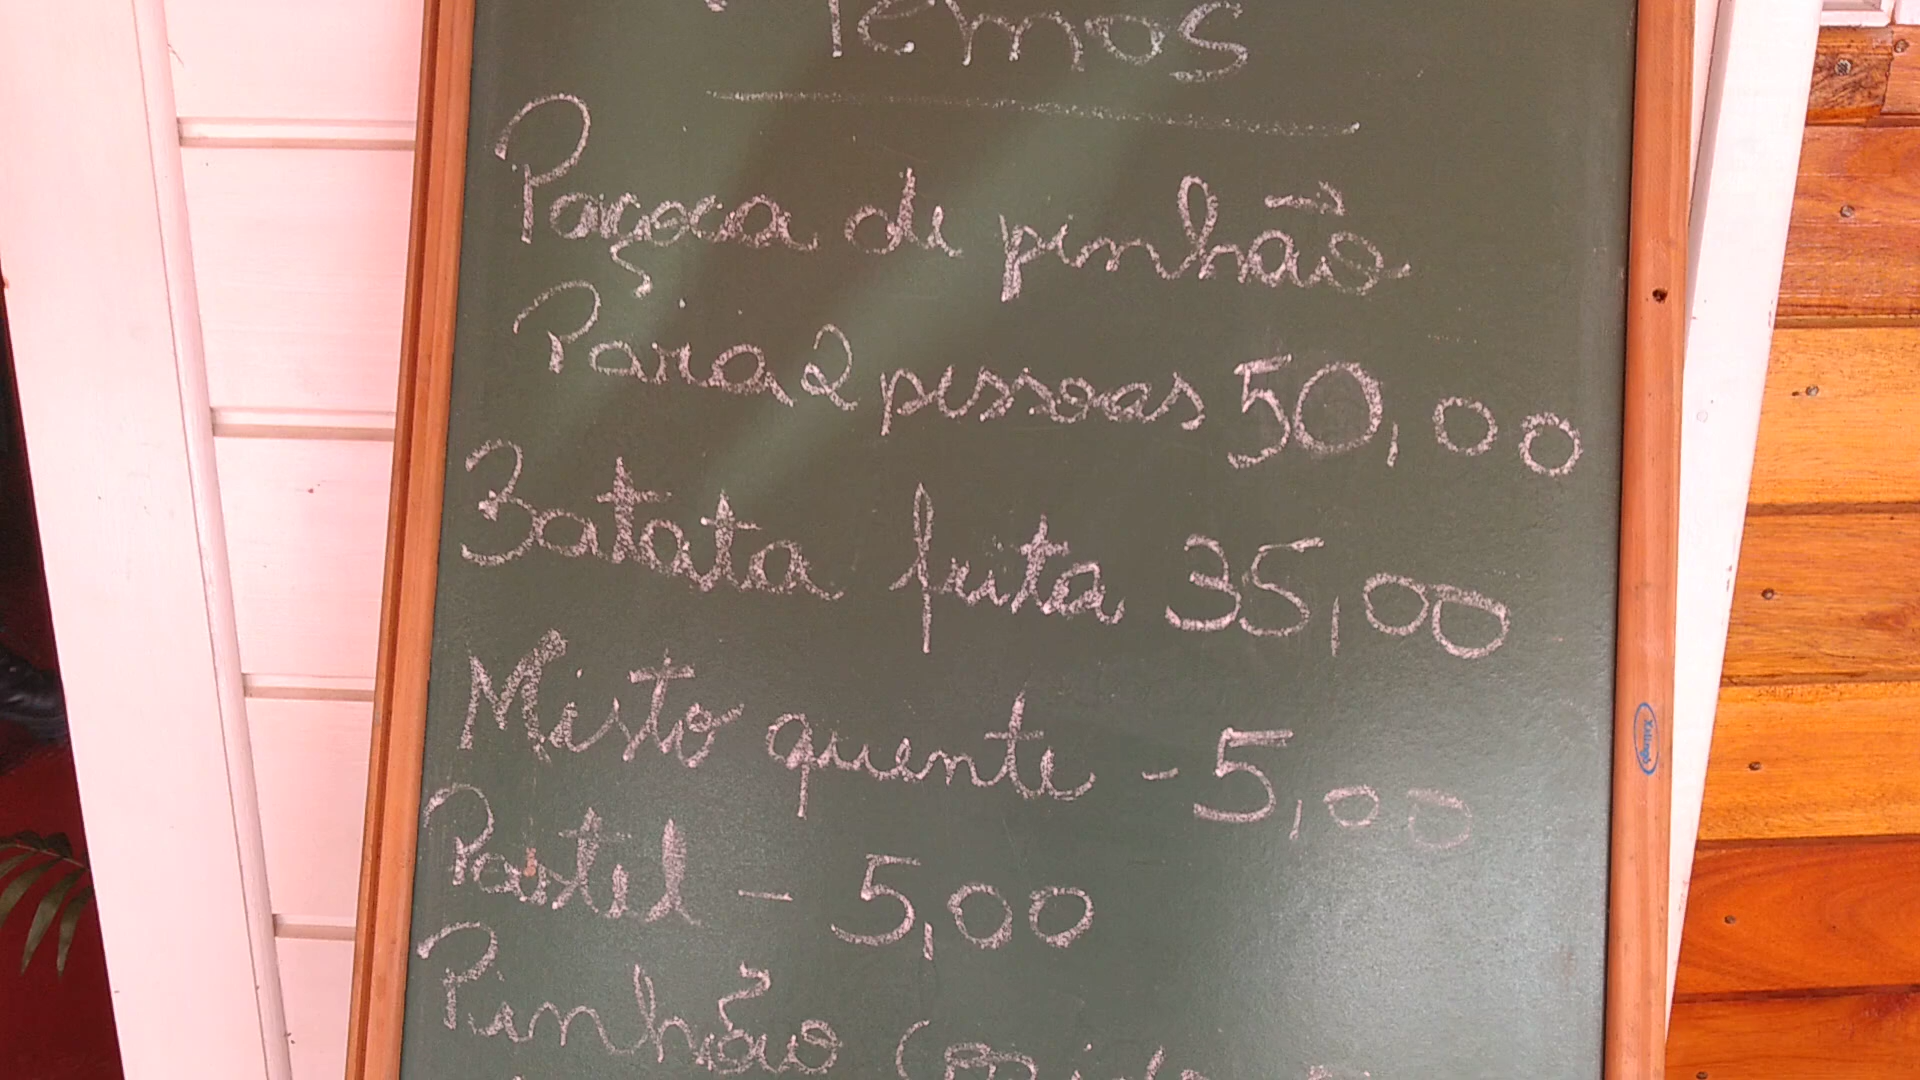 Temos
Paçoca de pinhão
Para 2 pessoas 50,00
Batata frita 35,00
Misto quente - 5,00
Pastel - 5,00
Pinhão
Xalingo